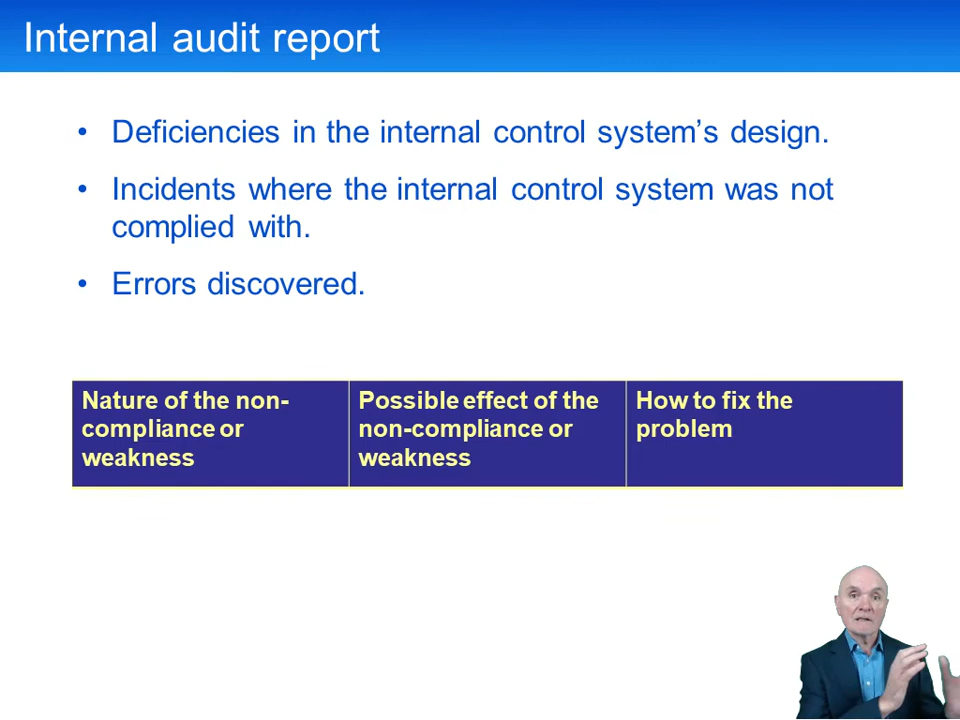 Internal audit report
• Deficiencies in the internal control system’s design.
• Incidents where the internal control system was not
complied with.
• Errors discovered.
Nature of the non-
compliance or
weakness
Possible effect of the
non-compliance or
weakness
How to fix the
problem